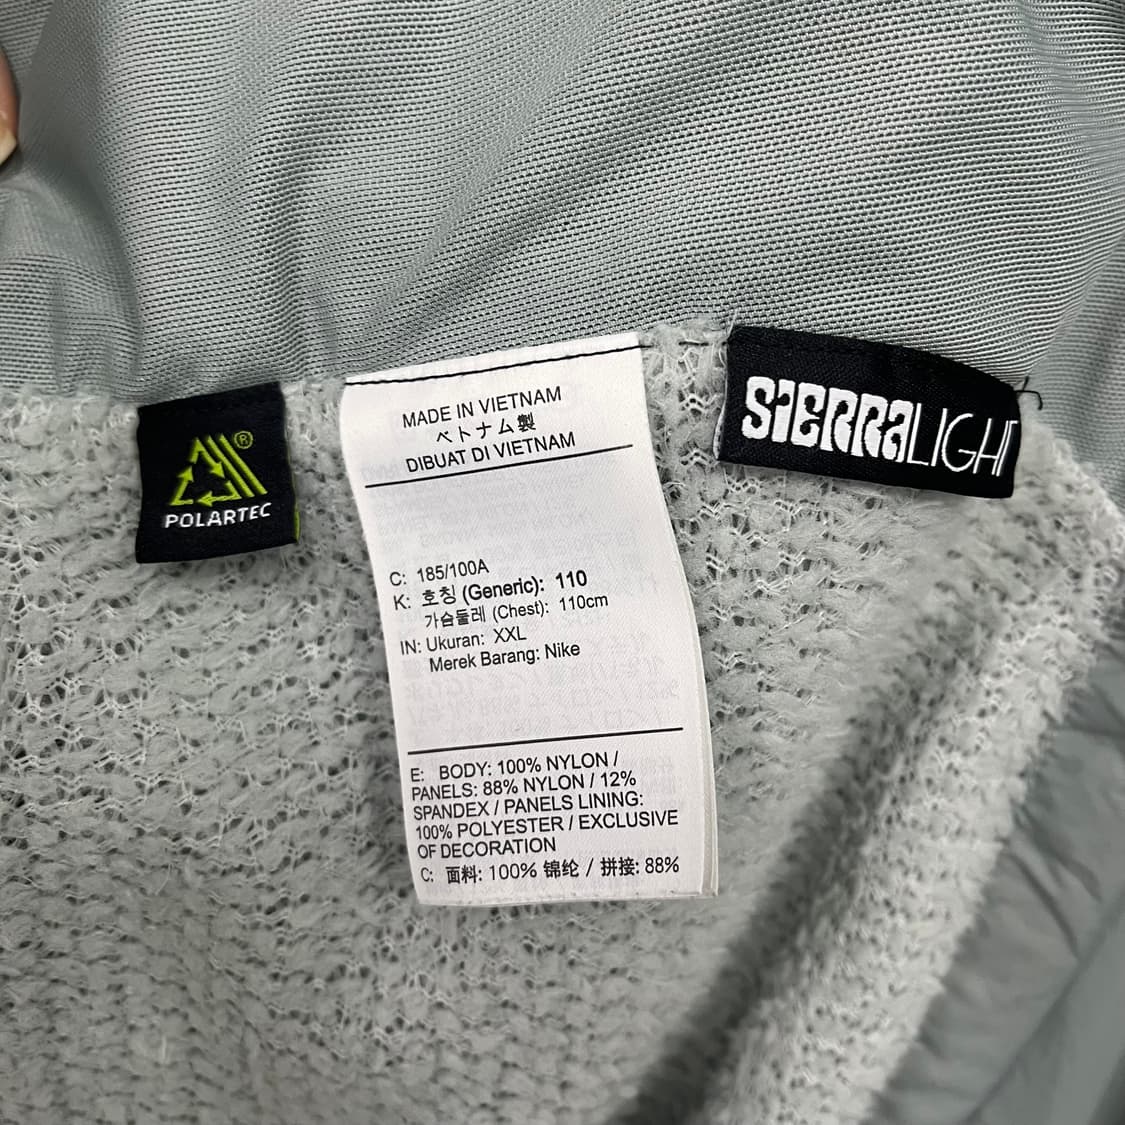 POLARTEC®
MADE IN VIETNAM
ベトナム製
DIBUAT DI VIETNAM
C: 185/100A
K: 호칭 (Generic): 110
가슴둘레 (Chest): 110cm
IN: Ukuran: XXL
Merek Barang: Nike
E: BODY: 100% NYLON /
PANELS: 88% NYLON / 12%
SPANDEX / PANELS LINING:
100% POLYESTER / EXCLUSIVE
OF DECORATION
C: 面料: 100% 锦纶 / 拼接: 88%
SIERRALIGHT